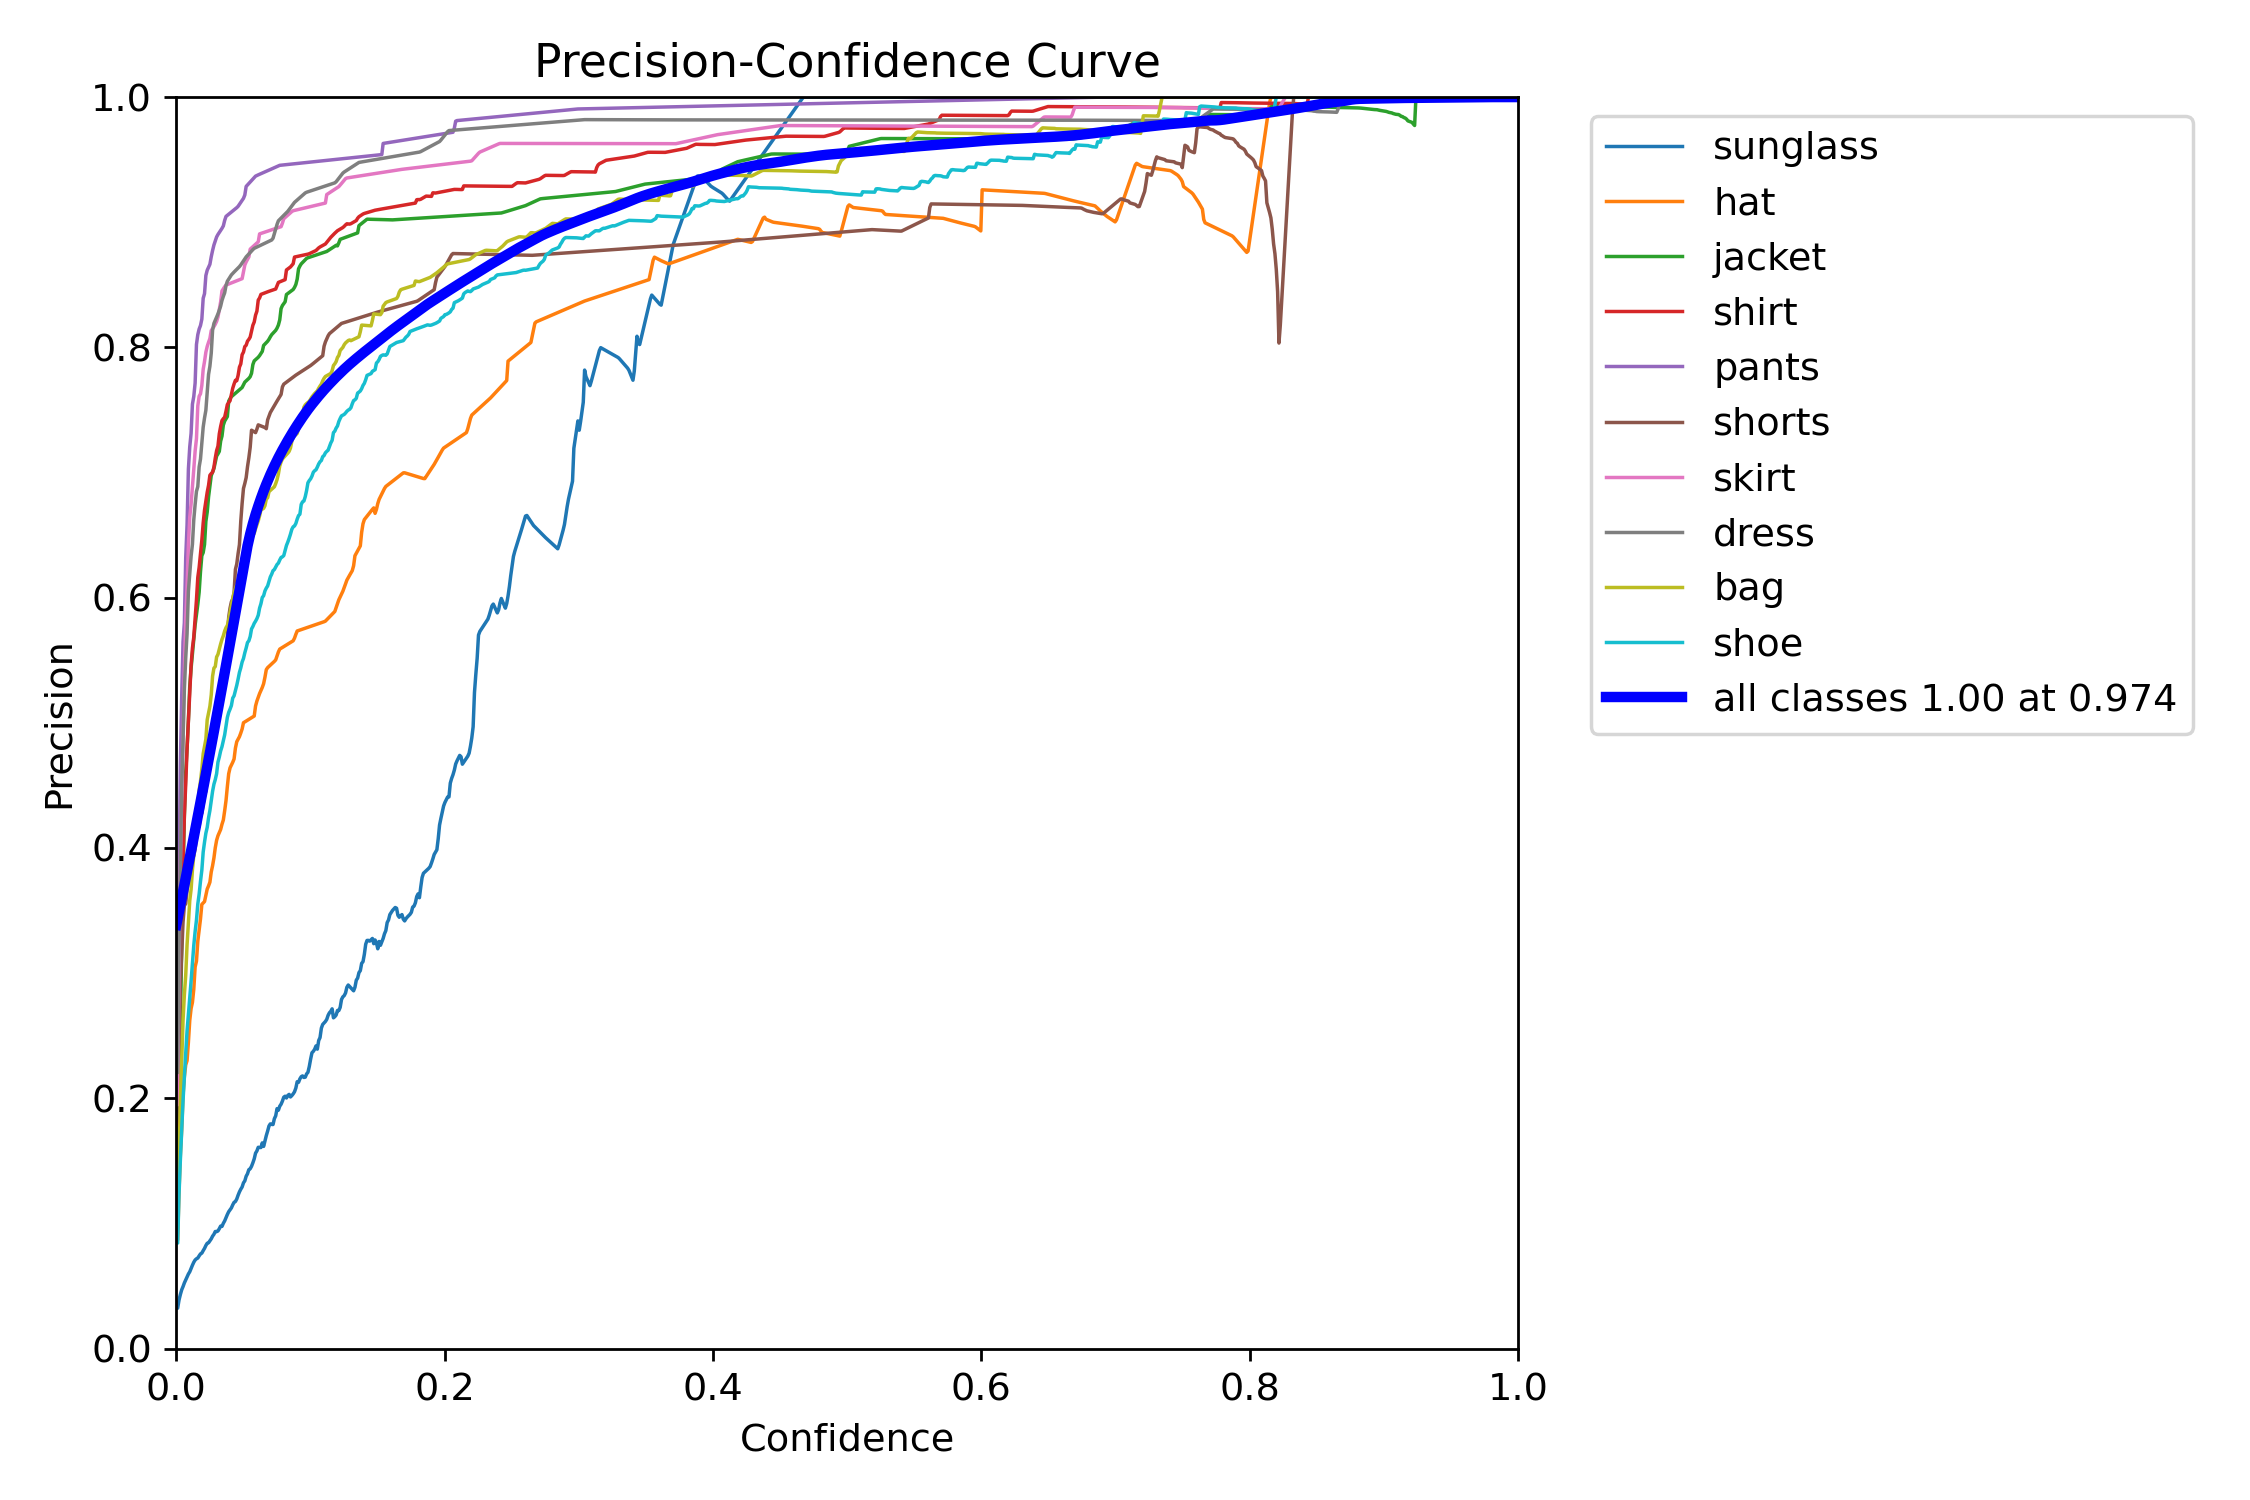 Precision-Confidence Curve
1.0
0.8
0.6
0.4
0.2
0.0
Precision
0.0 0.2 0.4 0.6 0.8 1.0
Confidence
sunglass
hat
jacket
shirt
pants
shorts
skirt
dress
bag
shoe
all classes 1.00 at 0.974